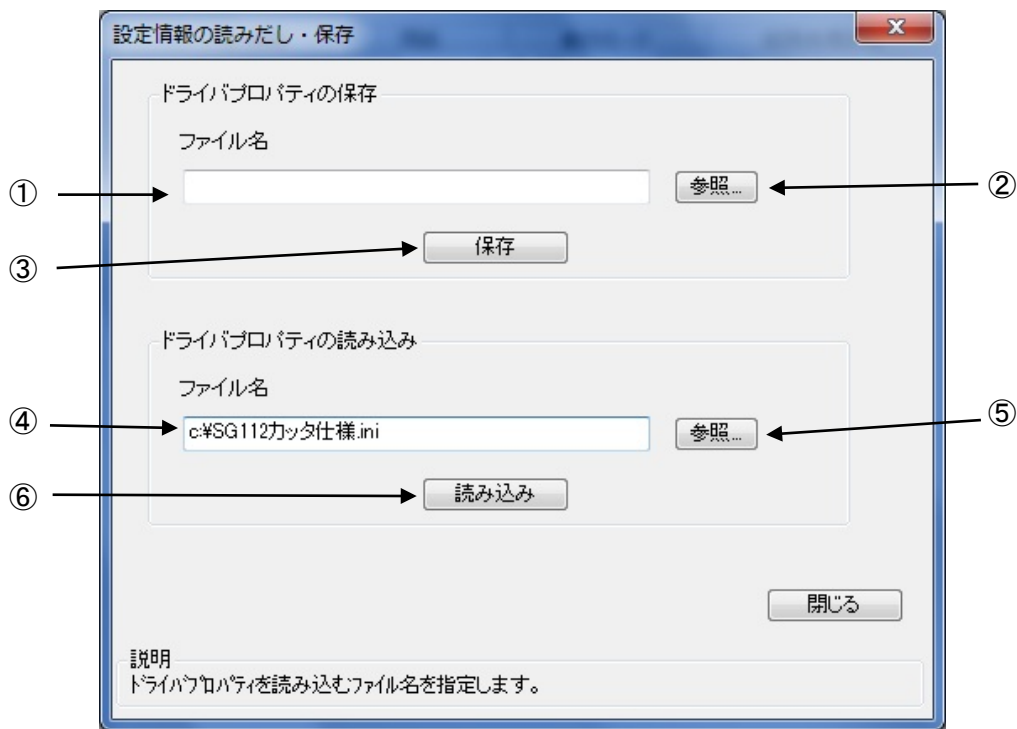 設定情報の読みだし・保存
ドライバプロパティの保存
ファイル名
①
参照...
②
保存
③
ドライバプロパティの読み込み
ファイル名
④
c:¥SG112カッタ仕様.ini
参照...
⑤
読み込み
⑥
閉じる
説明
ドライバプロパティを読み込むファイル名を指定します。